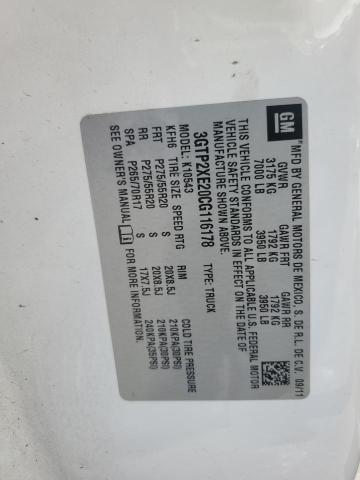 GM
MFD BY GENERAL MOTORS DE MEXICO, S. DE R.L. DE C.V. 09/11
GVWR GAWR FRT GAWR RR
3175 KG 1792 KG 1792 KG
7000 LB 3950 LB 3950 LB
THIS VEHICLE CONFORMS TO ALL APPLICABLE U.S. FEDERAL MOTOR
VEHICLE SAFETY STANDARDS IN EFFECT ON THE DATE OF
MANUFACTURE SHOWN ABOVE.
3GTP2XE20CG116178 TYPE: TRUCK
MODEL: K10543
KFH6 TIRE SIZE SPEED RTG RIM COLD TIRE PRESSURE
FRT P275/55R20 S 20X8.5J 210KPA(30PSI)
RR P275/55R20 S 20X8.5J 210KPA(30PSI)
SPA P265/70R17 S 17X7.5J 240KPA(35PSI)
SEE OWNER'S MANUAL FOR MORE INFORMATION.